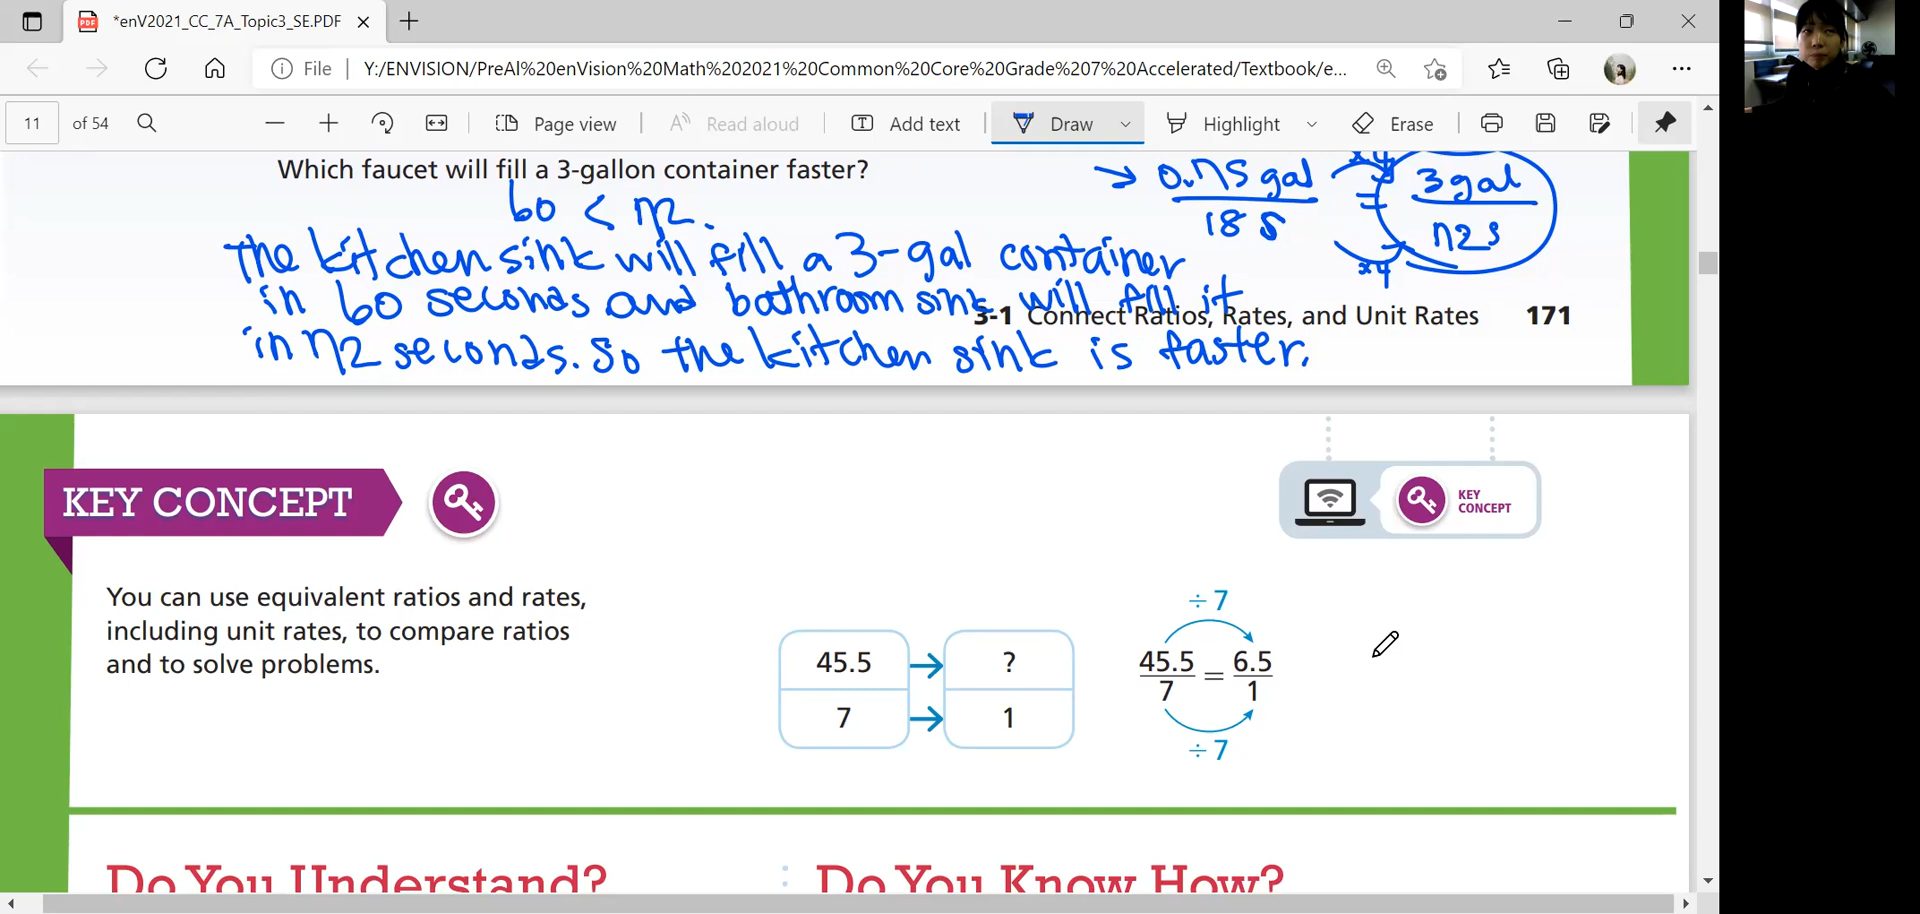 *enV2021_CC_7A_Topic3_SE.PDF
File Y:/ENVISION/PreAl%20enVision%20Math%202021%20Common%20Core%20Grade%207%20Accelerated/Textbook/e...
11 of 54 Page view Read aloud Add text Draw Highlight Erase
Which faucet will fill a 3-gallon container faster?
60 < 72.
→ 0.75 gal
18 s
=
3 gal
72 s
x4
x4
The kitchen sink will fill a 3-gal container
in 60 seconds and bathroom sink will fill it
3-1 Connect Ratios, Rates, and Unit Rates 171
in 72 seconds. So the kitchen sink is faster.
KEY CONCEPT
KEY
CONCEPT
You can use equivalent ratios and rates,
including unit rates, to compare ratios
and to solve problems.
45.5 → ?
7 → 1
÷ 7
45.5 = 6.5
7 1
÷ 7
Do You Understand?
Do You Know How?